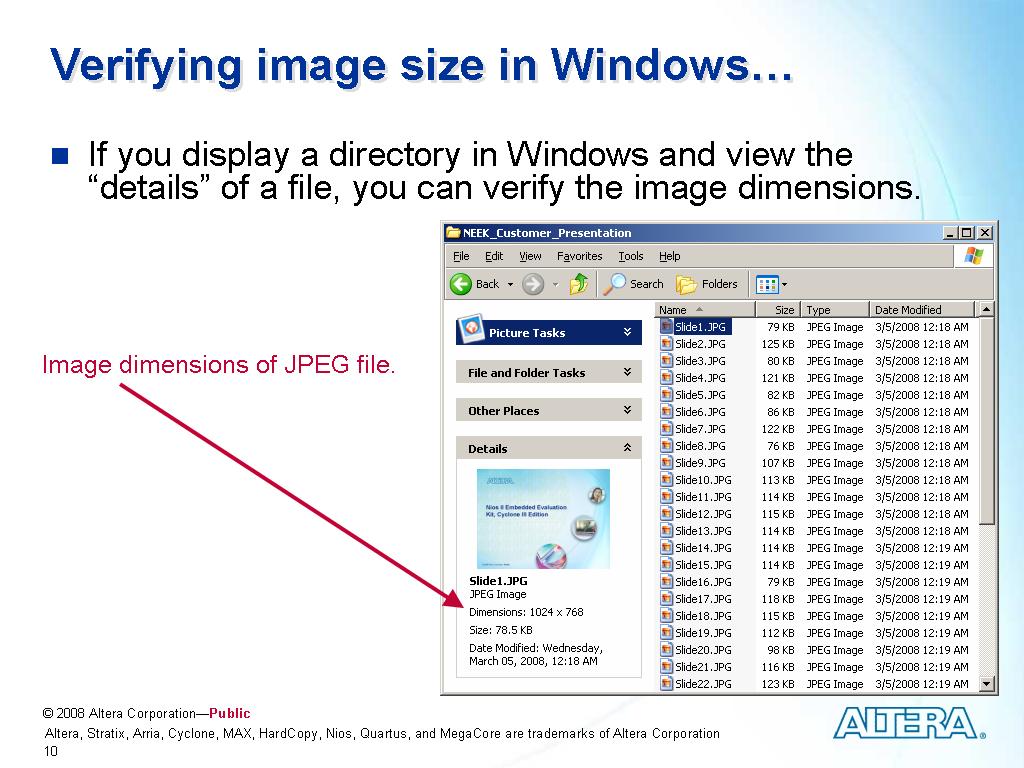 Verifying image size in Windows…
If you display a directory in Windows and view the
“details” of a file, you can verify the image dimensions.
Image dimensions of JPEG file.
NEEK_Customer_Presentation
File Edit View Favorites Tools Help
Back Search Folders
Picture Tasks
File and Folder Tasks
Other Places
Details
ALTERA
Nios II Embedded Evaluation
Kit, Cyclone III Edition
Slide1.JPG
JPEG Image
Dimensions: 1024 x 768
Size: 78.5 KB
Date Modified: Wednesday,
March 05, 2008, 12:18 AM
Name Size Type Date Modified
Slide1.JPG 79 KB JPEG Image 3/5/2008 12:18 AM
Slide2.JPG 125 KB JPEG Image 3/5/2008 12:18 AM
Slide3.JPG 80 KB JPEG Image 3/5/2008 12:18 AM
Slide4.JPG 121 KB JPEG Image 3/5/2008 12:18 AM
Slide5.JPG 82 KB JPEG Image 3/5/2008 12:18 AM
Slide6.JPG 86 KB JPEG Image 3/5/2008 12:18 AM
Slide7.JPG 122 KB JPEG Image 3/5/2008 12:18 AM
Slide8.JPG 76 KB JPEG Image 3/5/2008 12:18 AM
Slide9.JPG 107 KB JPEG Image 3/5/2008 12:18 AM
Slide10.JPG 113 KB JPEG Image 3/5/2008 12:18 AM
Slide11.JPG 114 KB JPEG Image 3/5/2008 12:18 AM
Slide12.JPG 115 KB JPEG Image 3/5/2008 12:18 AM
Slide13.JPG 114 KB JPEG Image 3/5/2008 12:18 AM
Slide14.JPG 114 KB JPEG Image 3/5/2008 12:19 AM
Slide15.JPG 114 KB JPEG Image 3/5/2008 12:19 AM
Slide16.JPG 79 KB JPEG Image 3/5/2008 12:19 AM
Slide17.JPG 118 KB JPEG Image 3/5/2008 12:19 AM
Slide18.JPG 115 KB JPEG Image 3/5/2008 12:19 AM
Slide19.JPG 112 KB JPEG Image 3/5/2008 12:19 AM
Slide20.JPG 98 KB JPEG Image 3/5/2008 12:19 AM
Slide21.JPG 116 KB JPEG Image 3/5/2008 12:19 AM
Slide22.JPG 123 KB JPEG Image 3/5/2008 12:19 AM
© 2008 Altera Corporation—Public
Altera, Stratix, Arria, Cyclone, MAX, HardCopy, Nios, Quartus, and MegaCore are trademarks of Altera Corporation
10
ALTERA®